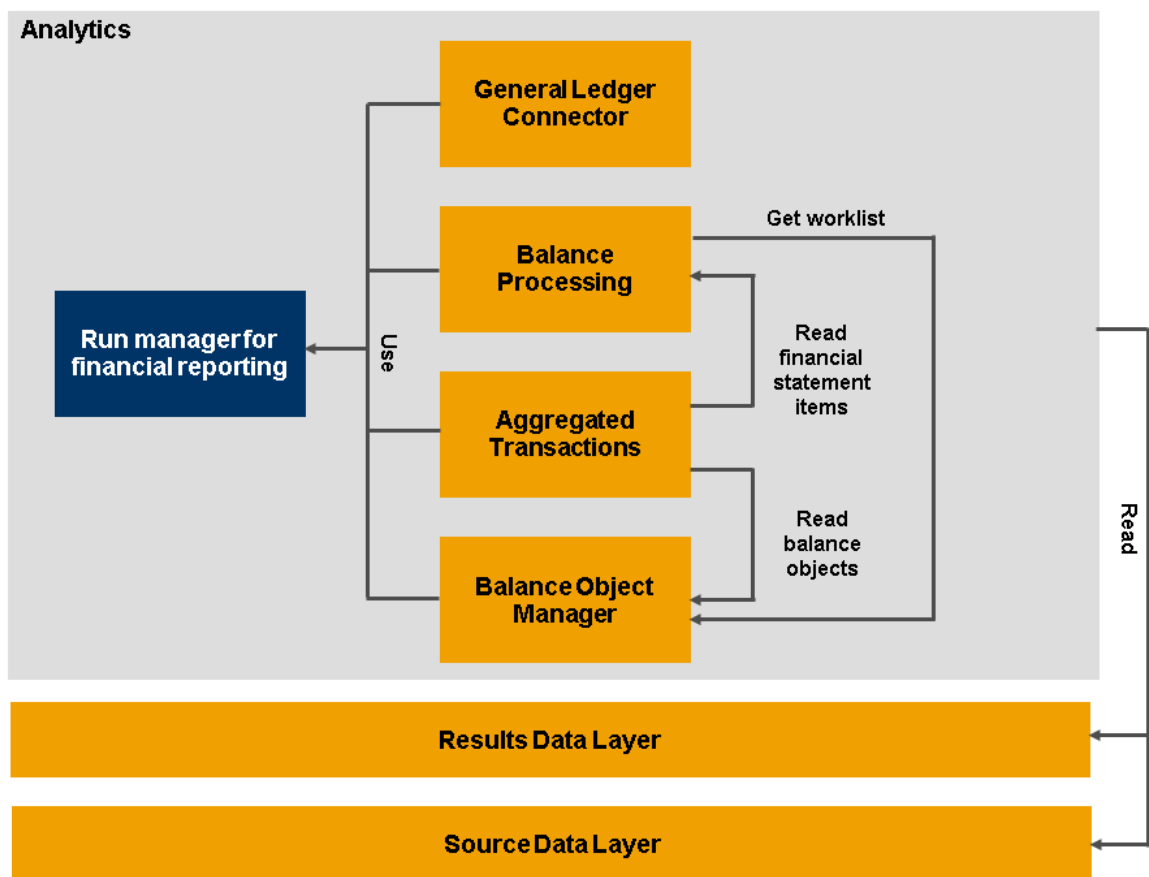 Analytics
General Ledger
Connector
Get worklist
Balance
Processing
Run manager for
financial reporting
Use
Read
financial
statement
items
Aggregated
Transactions
Read
balance
objects
Read
Balance Object
Manager
Results Data Layer
Source Data Layer